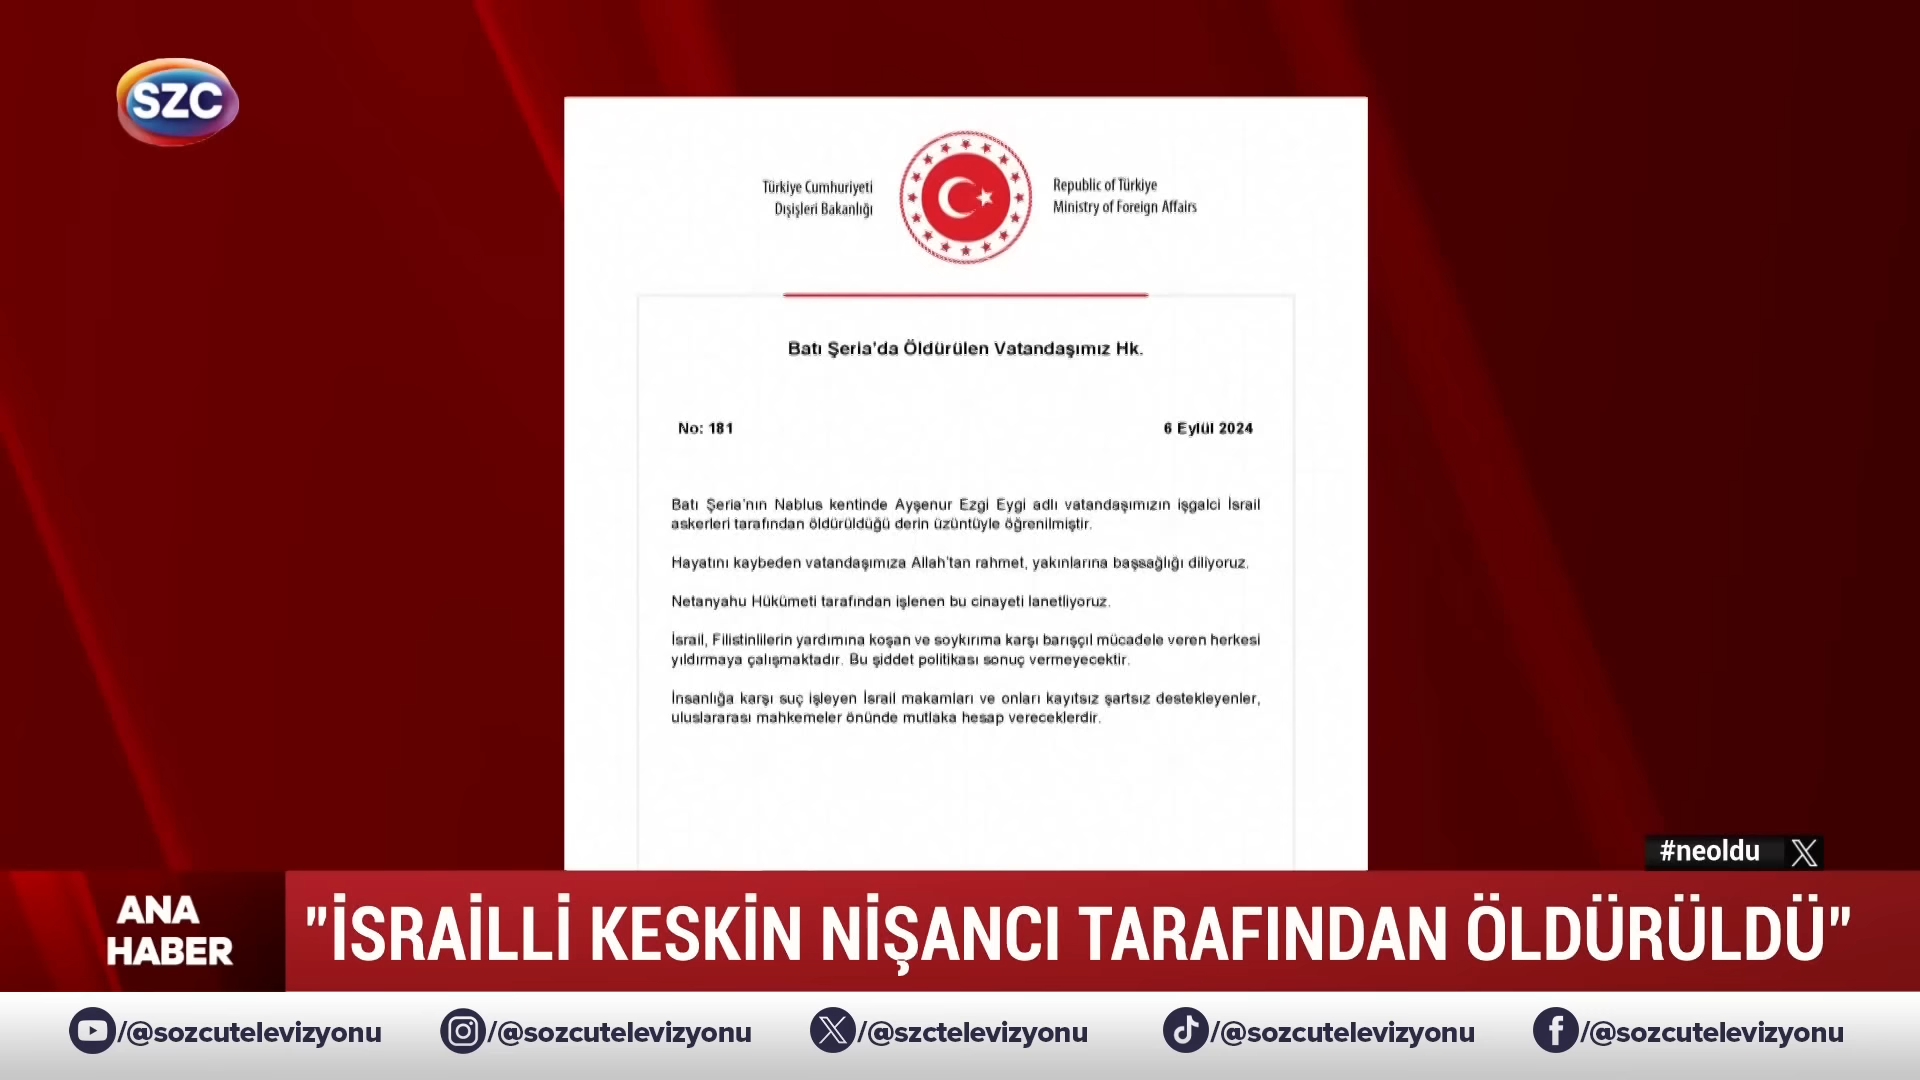 SZC
Türkiye Cumhuriyeti
Dışişleri Bakanlığı
Republic of Türkiye
Ministry of Foreign Affairs
Batı Şeria'da Öldürülen Vatandaşımız Hk.
No: 181
6 Eylül 2024
Batı Şeria'nın Nablus kentinde Ayşenur Ezgi Eygi adlı vatandaşımızın işgalci İsrail
askerleri tarafından öldürüldüğü derin üzüntüyle öğrenilmiştir.
Hayatını kaybeden vatandaşımıza Allah'tan rahmet, yakınlarına başsağlığı diliyoruz.
Netanyahu Hükümeti tarafından işlenen bu cinayeti lanetliyoruz.
İsrail, Filistinlilerin yardımına koşan ve soykırıma karşı barışçıl mücadele veren herkesi
yıldırmaya çalışmaktadır. Bu şiddet politikası sonuç vermeyecektir.
İnsanlığa karşı suç işleyen İsrail makamları ve onları kayıtsız şartsız destekleyenler,
uluslararası mahkemeler önünde mutlaka hesap vereceklerdir.
#neoldu
ANA
HABER
"İSRAİLLİ KESKİN NİŞANCI TARAFINDAN ÖLDÜRÜLDÜ"
/@sozcutelevizyonu
/@sozcutelevizyonu
/@szctelevizyonu
/@sozcutelevizyonu
/@sozcutelevizyonu